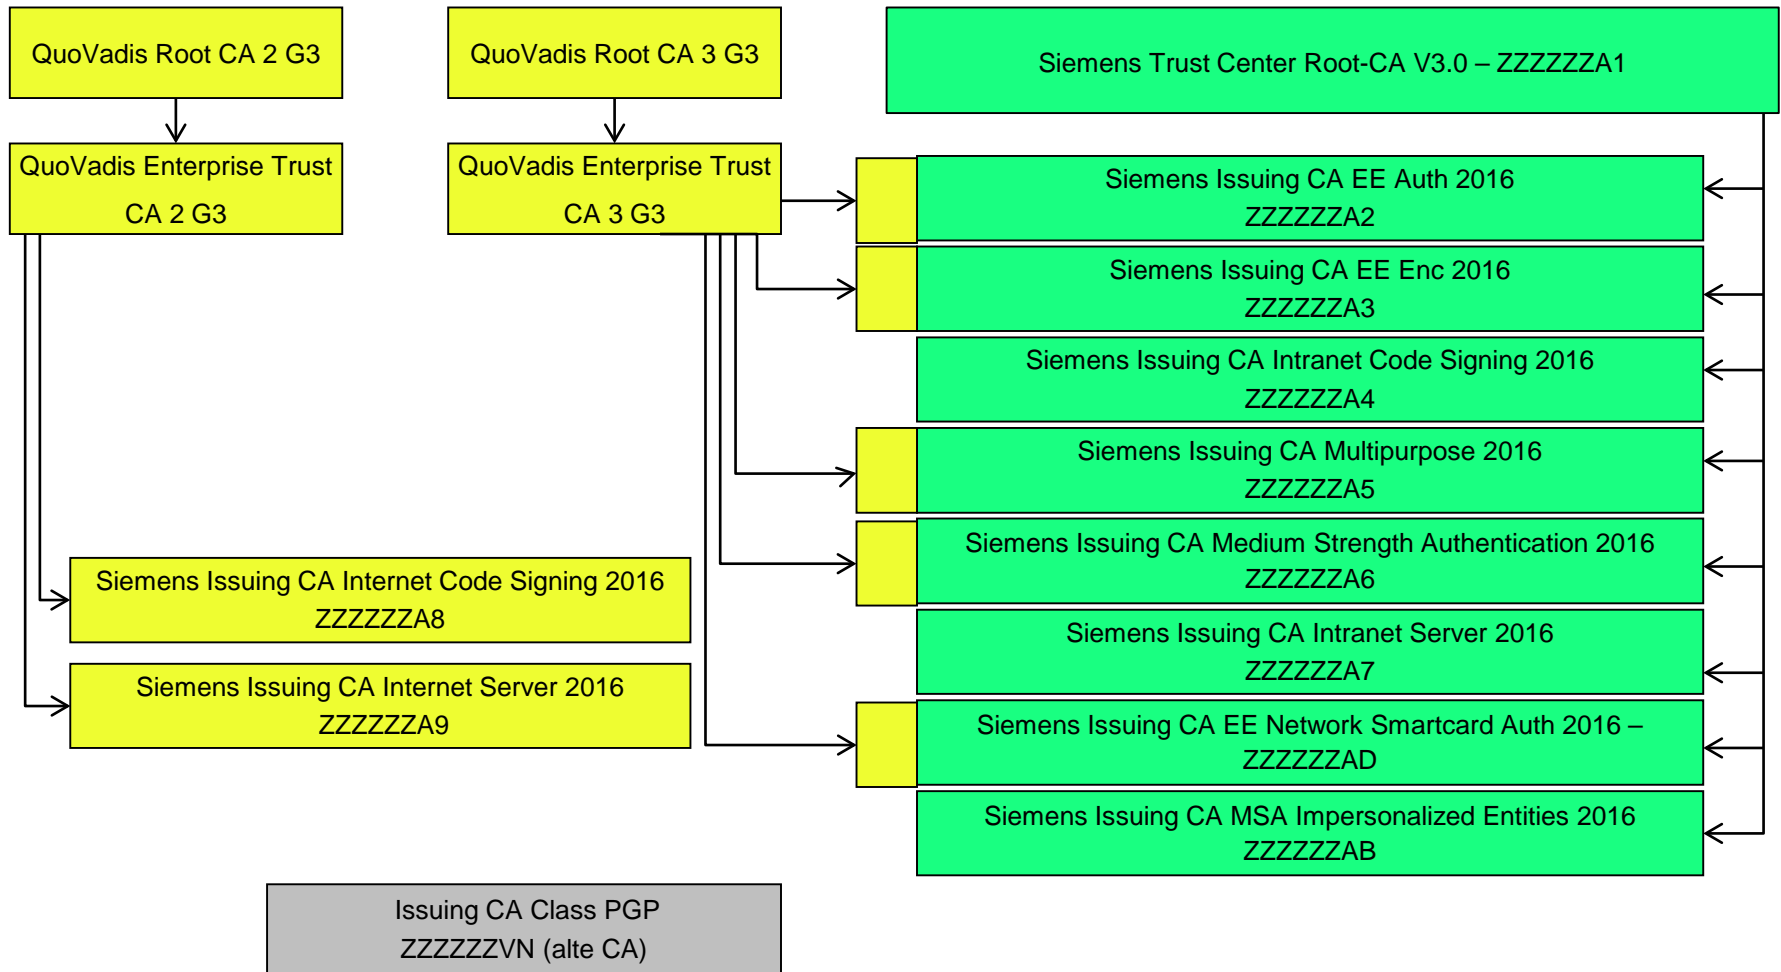 QuoVadis Root CA 2 G3
QuoVadis Root CA 3 G3
Siemens Trust Center Root-CA V3.0 – ZZZZZZA1
QuoVadis Enterprise Trust
CA 2 G3
QuoVadis Enterprise Trust
CA 3 G3
Siemens Issuing CA EE Auth 2016
ZZZZZZA2
Siemens Issuing CA EE Enc 2016
ZZZZZZA3
Siemens Issuing CA Intranet Code Signing 2016
ZZZZZZA4
Siemens Issuing CA Multipurpose 2016
ZZZZZZA5
Siemens Issuing CA Medium Strength Authentication 2016
ZZZZZZA6
Siemens Issuing CA Internet Code Signing 2016
ZZZZZZA8
Siemens Issuing CA Intranet Server 2016
ZZZZZZA7
Siemens Issuing CA Internet Server 2016
ZZZZZZA9
Siemens Issuing CA EE Network Smartcard Auth 2016 –
ZZZZZZAD
Siemens Issuing CA MSA Impersonalized Entities 2016
ZZZZZZAB
Issuing CA Class PGP
ZZZZZZVN (alte CA)